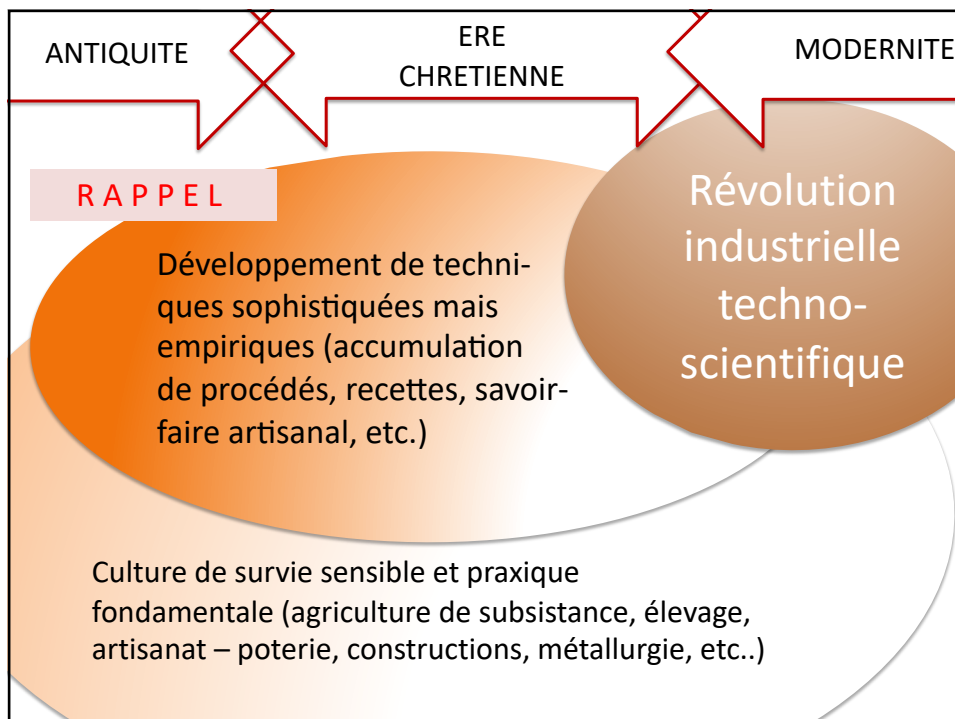 ANTIQUITE
ERE
CHRETIENNE
MODERNITE
R A P P E L
Développement de techni-
ques sophistiquées mais
empiriques (accumulation
de procédés, recettes, savoir-
faire artisanal, etc.)
Révolution
industrielle
techno-
scientifique
Culture de survie sensible et praxique
fondamentale (agriculture de subsistance, élevage,
artisanat – poterie, constructions, métallurgie, etc..)